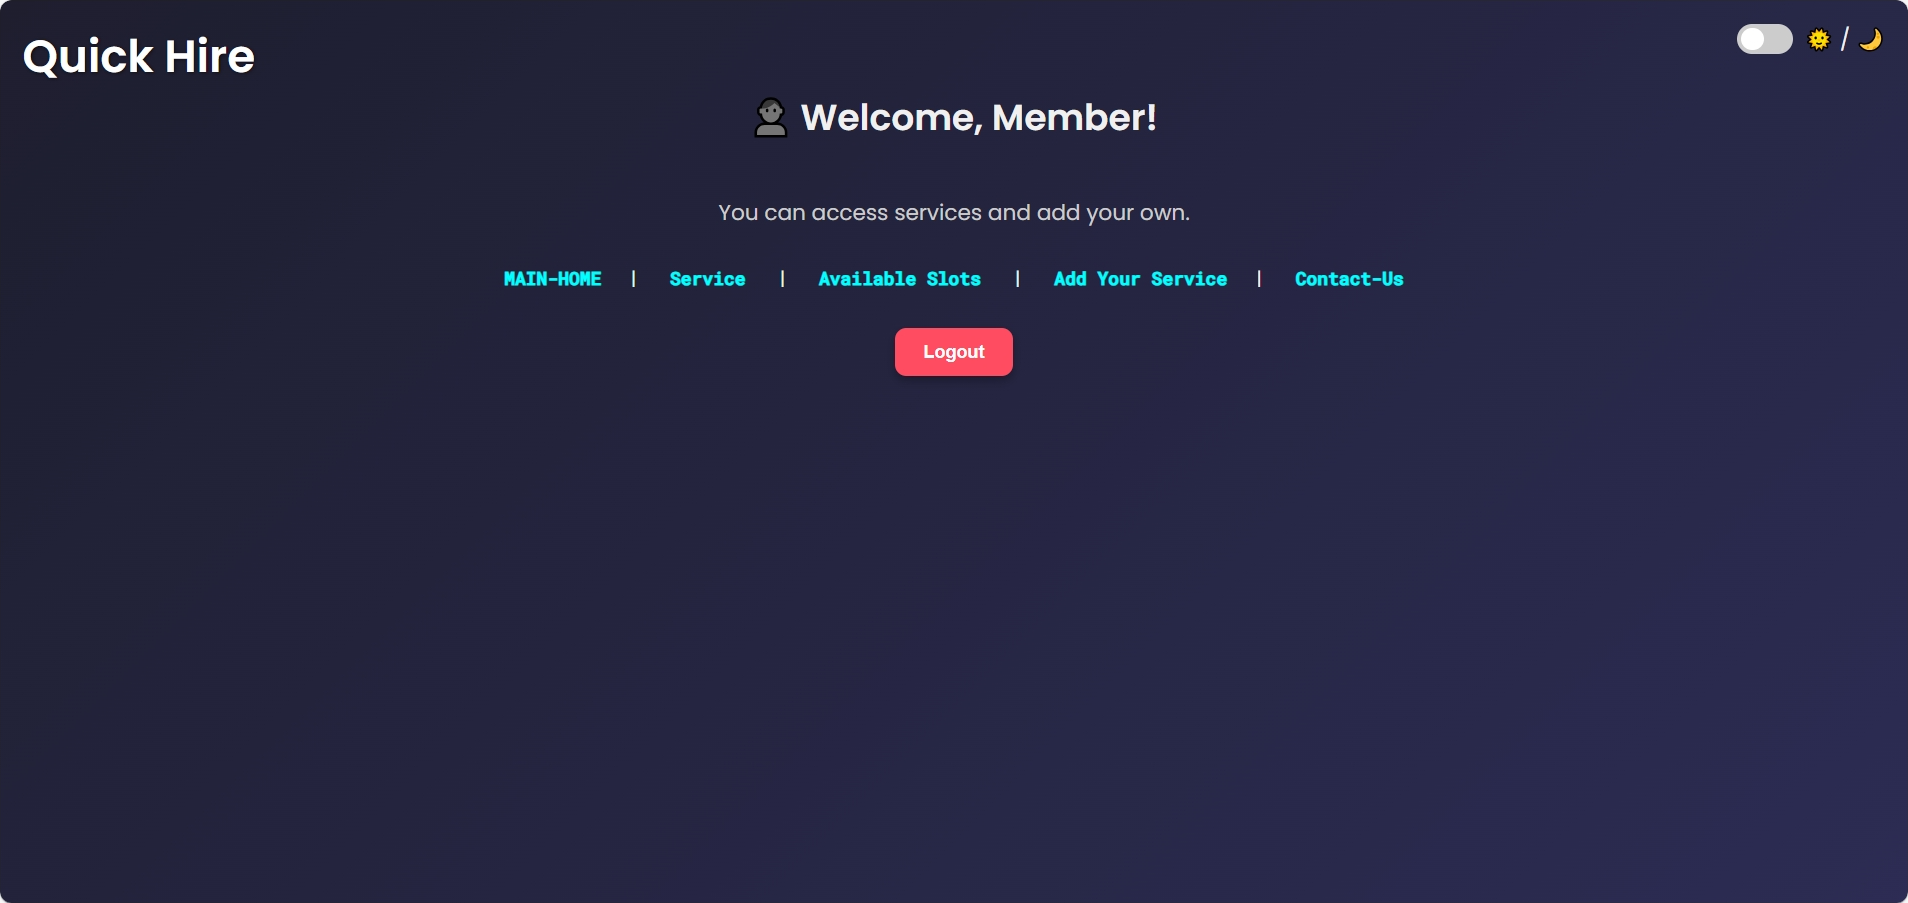 Quick Hire
🌞 / 🌙
👤 Welcome, Member!
You can access services and add your own.
MAIN-HOME | Service | Available Slots | Add Your Service | Contact-Us
Logout